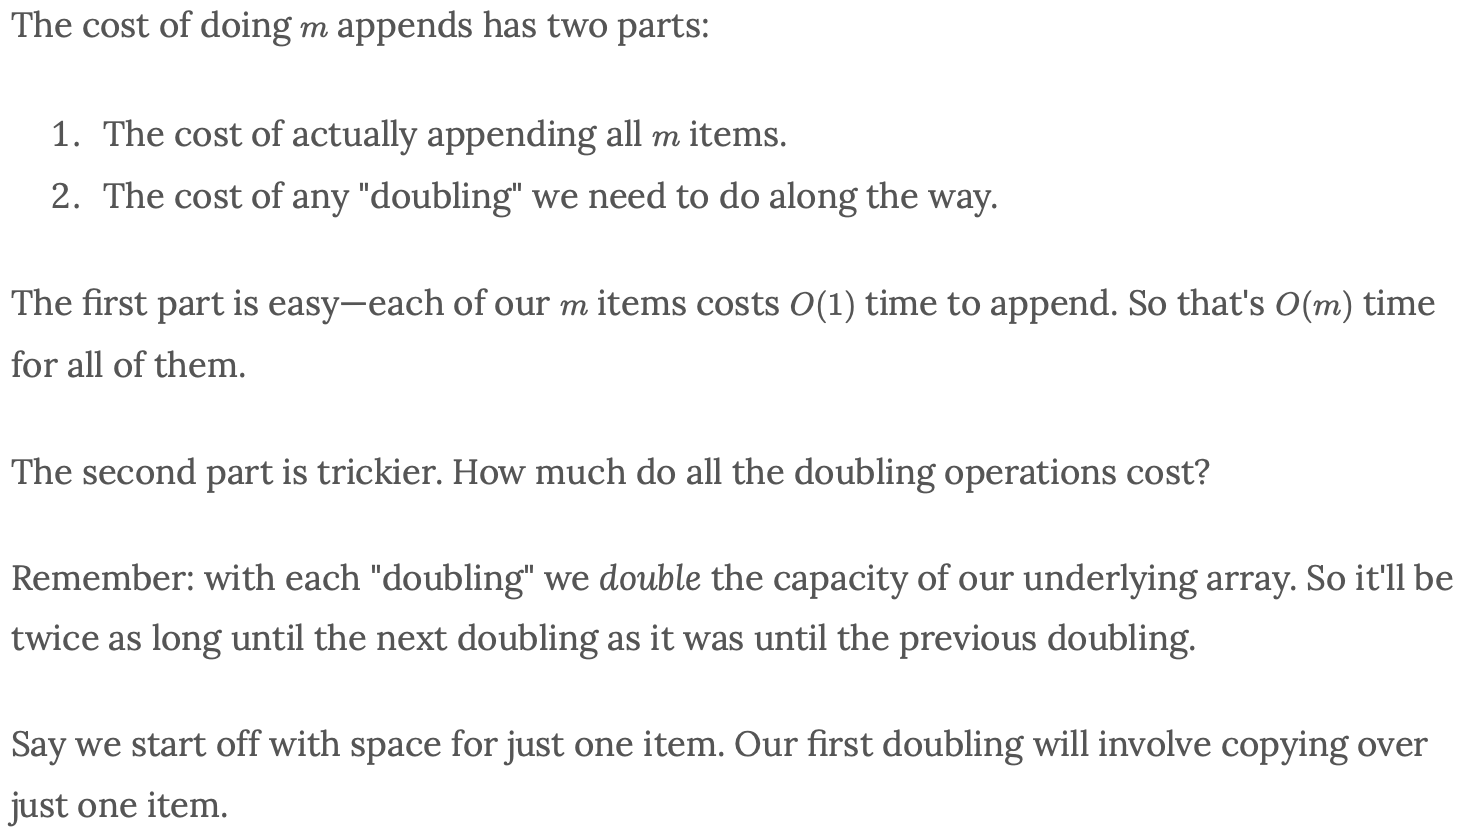 The cost of doing m appends has two parts:
1. The cost of actually appending all m items.
2. The cost of any "doubling" we need to do along the way.
The first part is easy—each of our m items costs O(1) time to append. So that's O(m) time
for all of them.
The second part is trickier. How much do all the doubling operations cost?
Remember: with each "doubling" we double the capacity of our underlying array. So it'll be
twice as long until the next doubling as it was until the previous doubling.
Say we start off with space for just one item. Our first doubling will involve copying over
just one item.